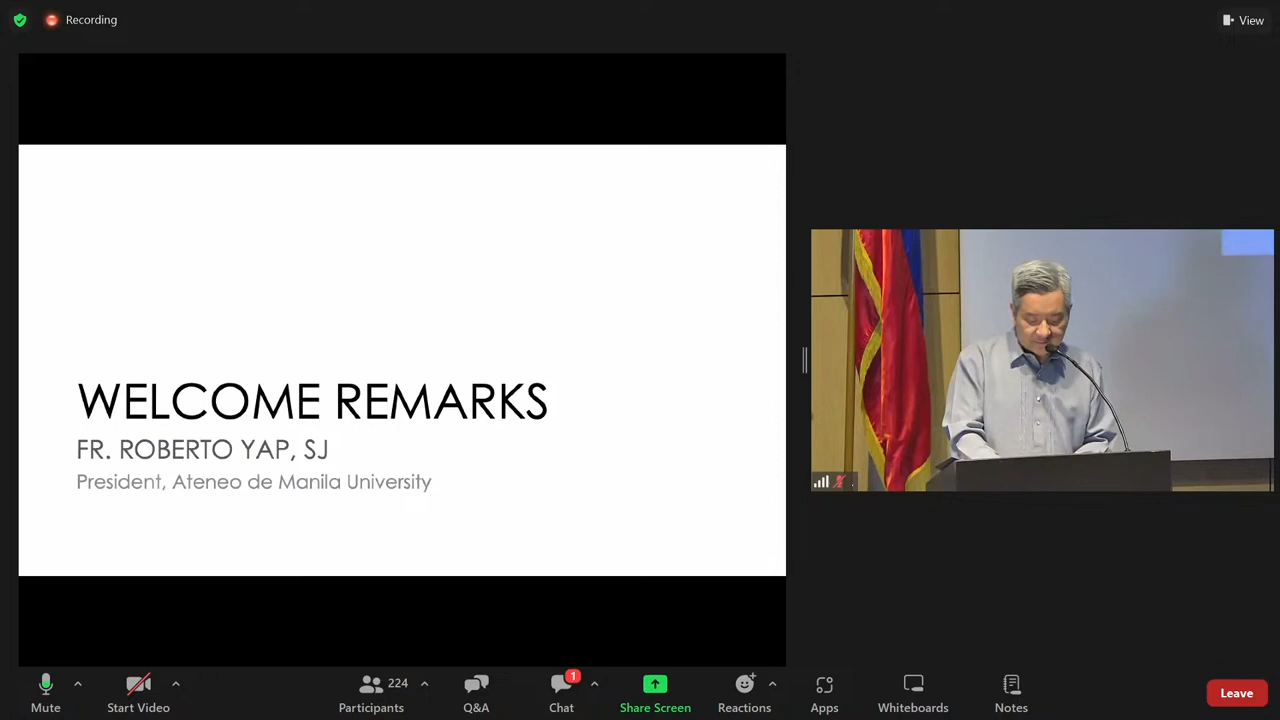 Recording
View
WELCOME REMARKS
FR. ROBERTO YAP, SJ
President, Ateneo de Manila University
224
1
Mute
Start Video
Participants
Q&A
Chat
Share Screen
Reactions
Apps
Whiteboards
Notes
Leave